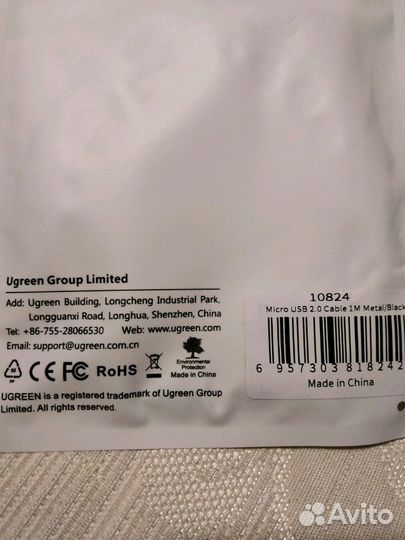 Ugreen Group Limited
Add: Ugreen Building, Longcheng Industrial Park,
Longguanxi Road, Longhua, Shenzhen, China
Tel: +86-755-28066530 Web: www.ugreen.com
Email: support@ugreen.com.cn
PP CE FC RoHS Environmental
Protection
Made in China
UGREEN is a registered trademark of Ugreen Group
Limited. All rights reserved.
10824
Micro USB 2.0 Cable 1M Metal/Black
6 957303 818242
Made in China
Avito